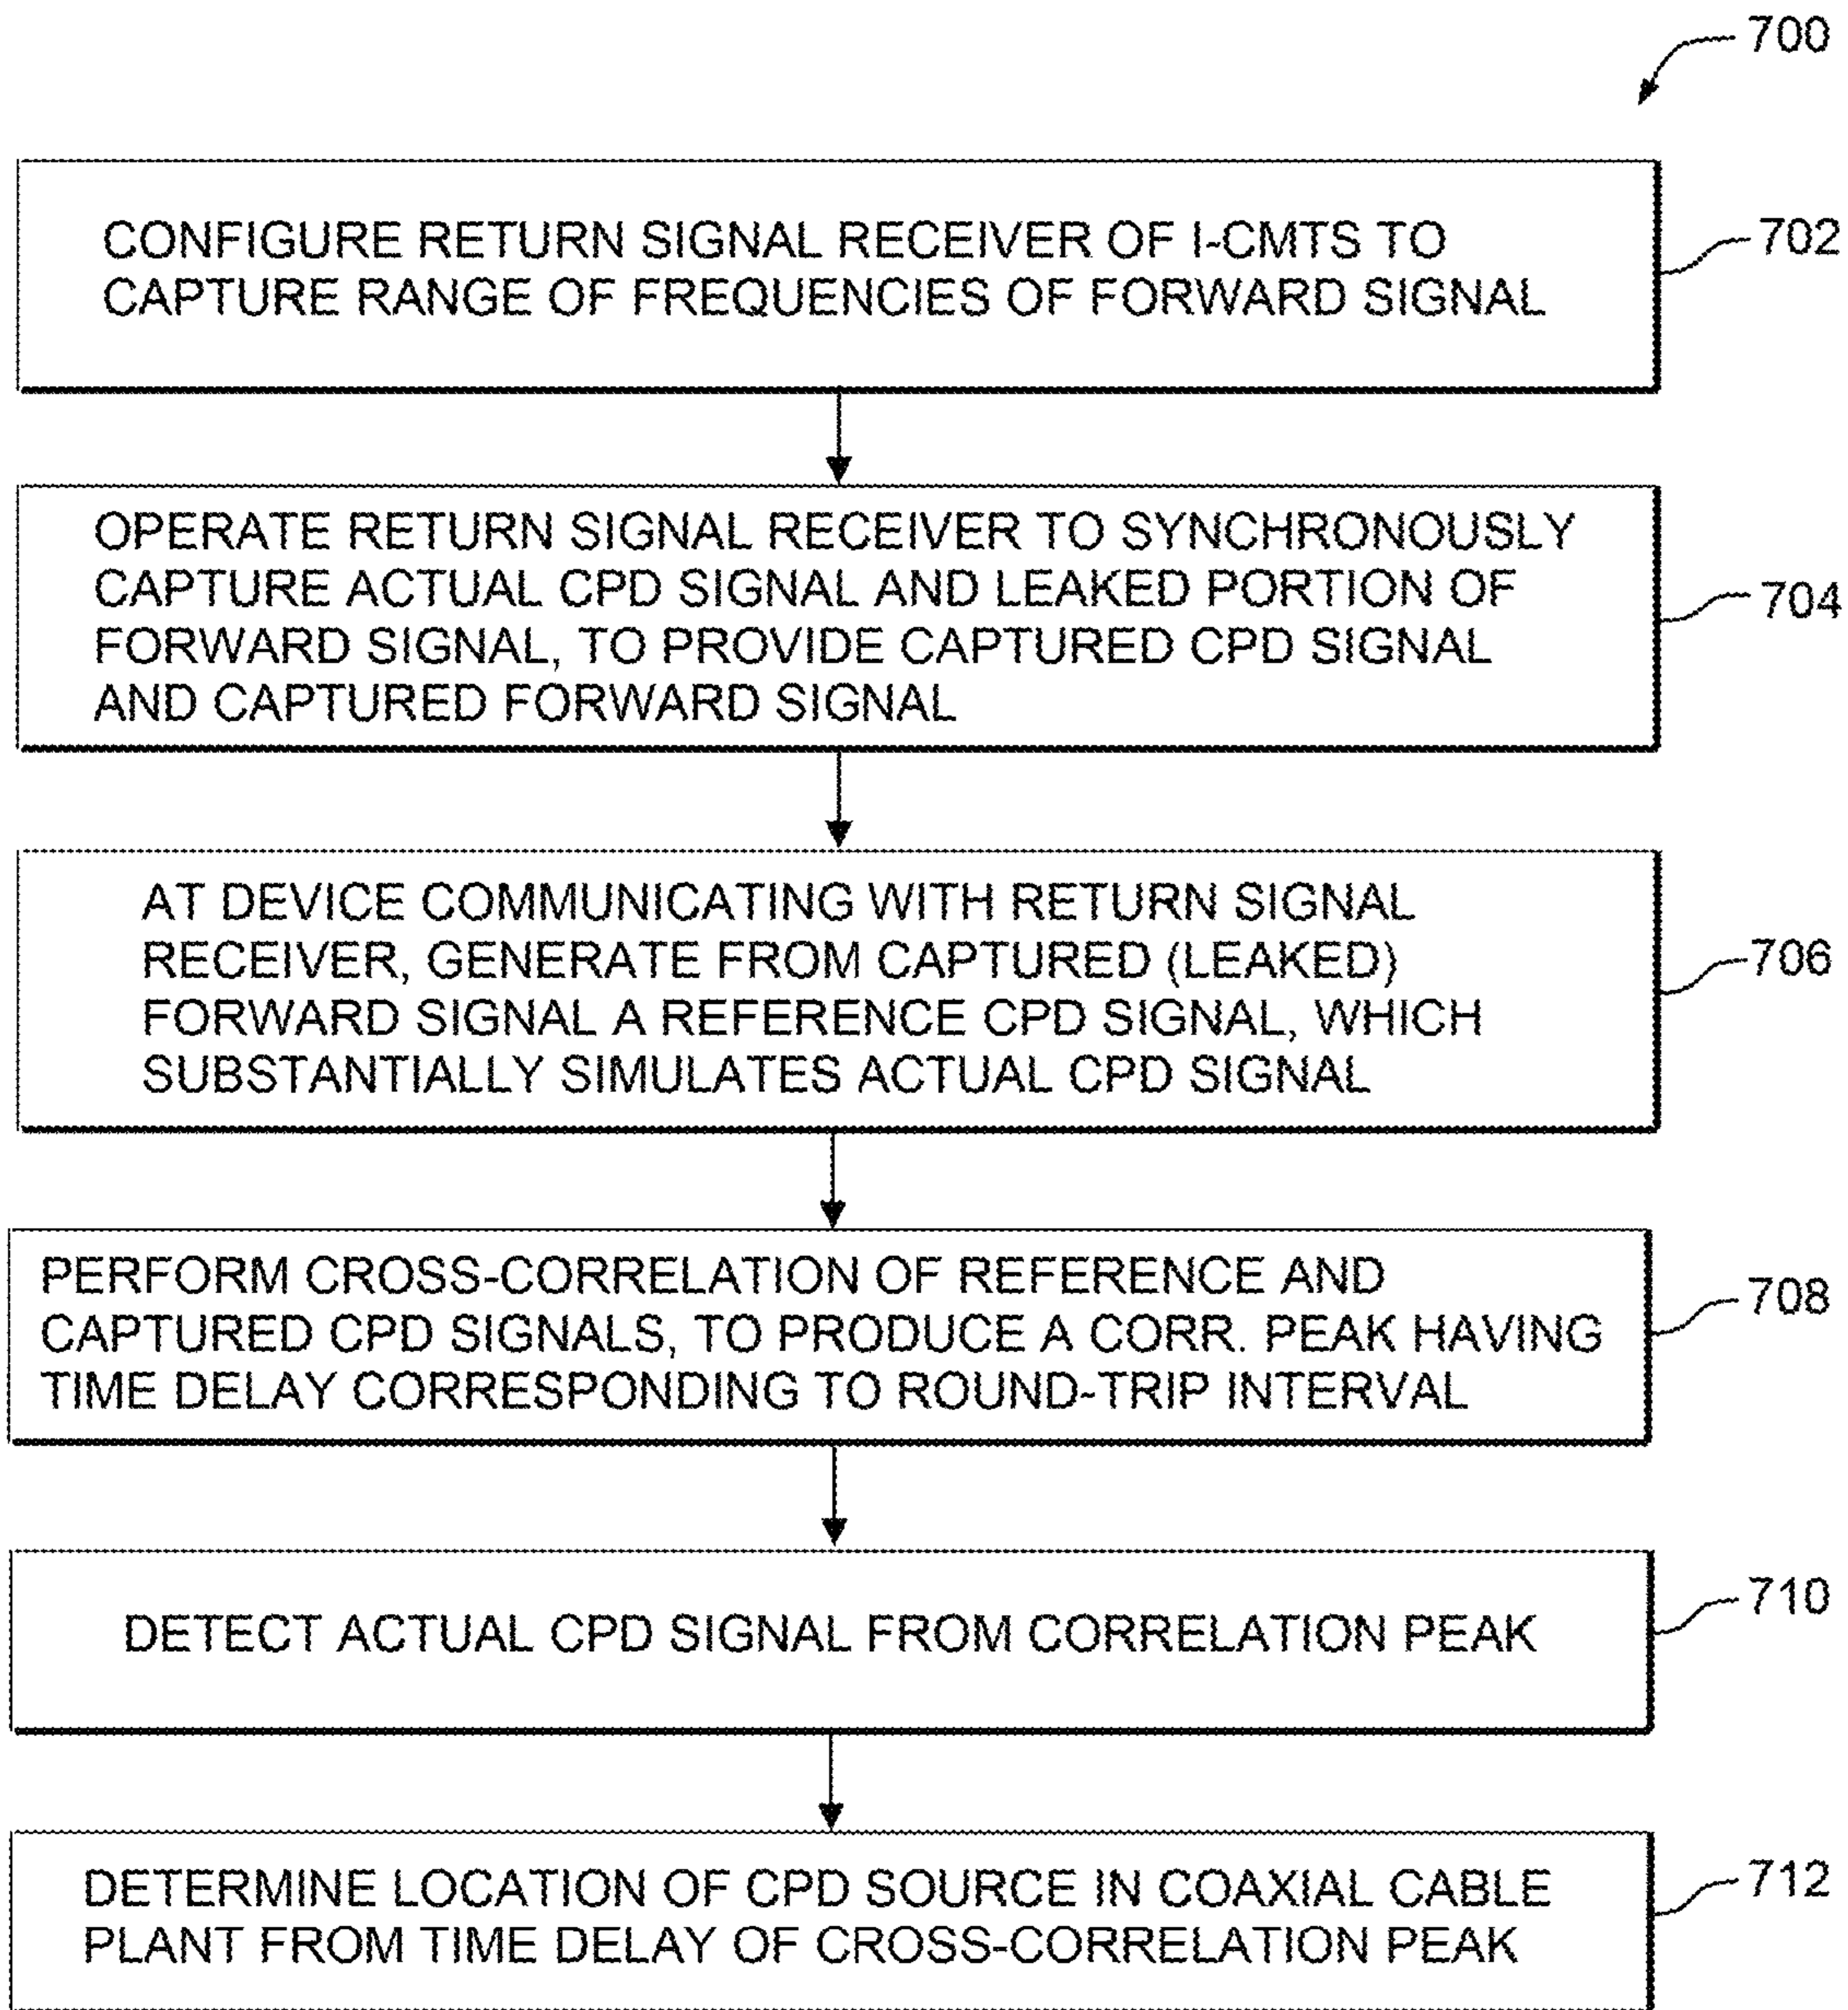 700
CONFIGURE RETURN SIGNAL RECEIVER OF I-CMTS TO
CAPTURE RANGE OF FREQUENCIES OF FORWARD SIGNAL
702
OPERATE RETURN SIGNAL RECEIVER TO SYNCHRONOUSLY
CAPTURE ACTUAL CPD SIGNAL AND LEAKED PORTION OF
FORWARD SIGNAL, TO PROVIDE CAPTURED CPD SIGNAL
AND CAPTURED FORWARD SIGNAL
704
AT DEVICE COMMUNICATING WITH RETURN SIGNAL
RECEIVER, GENERATE FROM CAPTURED (LEAKED)
FORWARD SIGNAL A REFERENCE CPD SIGNAL, WHICH
SUBSTANTIALLY SIMULATES ACTUAL CPD SIGNAL
706
PERFORM CROSS-CORRELATION OF REFERENCE AND
CAPTURED CPD SIGNALS, TO PRODUCE A CORR. PEAK HAVING
TIME DELAY CORRESPONDING TO ROUND-TRIP INTERVAL
708
DETECT ACTUAL CPD SIGNAL FROM CORRELATION PEAK
710
DETERMINE LOCATION OF CPD SOURCE IN COAXIAL CABLE
PLANT FROM TIME DELAY OF CROSS-CORRELATION PEAK
712